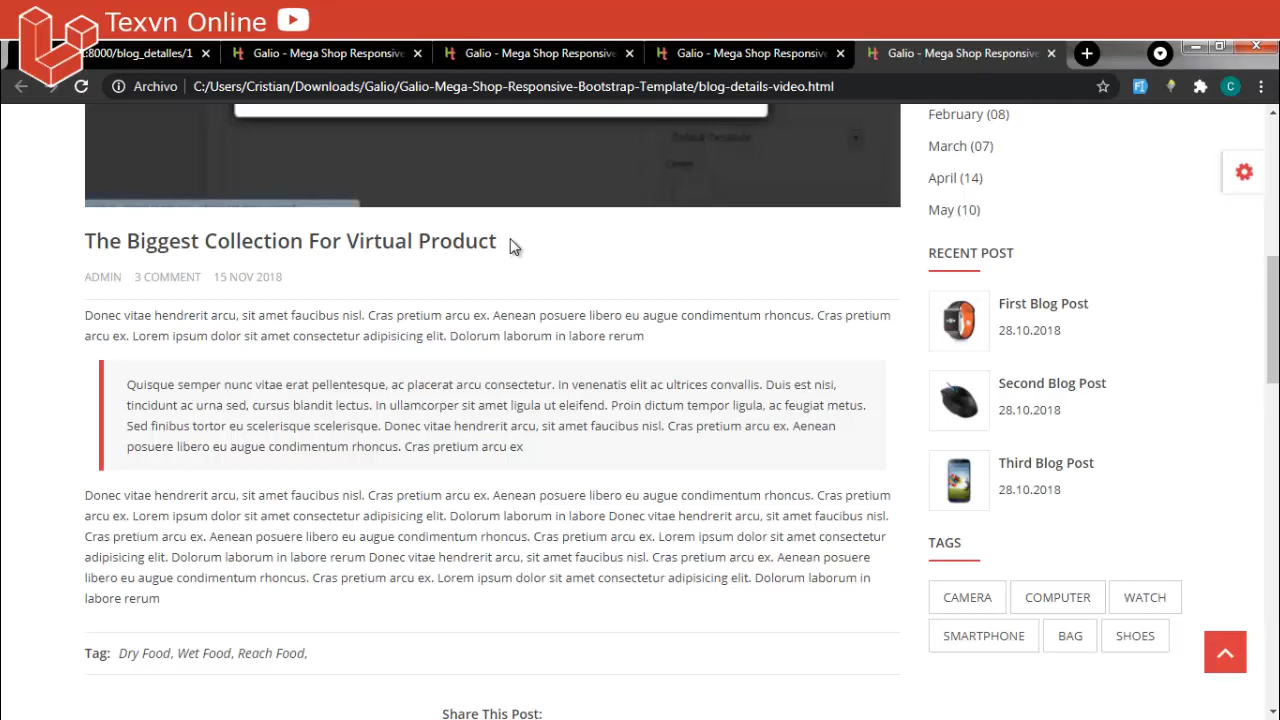 Texvn Online
:8000/blog_detalles/1
Galio - Mega Shop Responsive
Galio - Mega Shop Responsive
Galio - Mega Shop Responsive
Galio - Mega Shop Responsive
Archivo
C:/Users/Cristian/Downloads/Galio/Galio-Mega-Shop-Responsive-Bootstrap-Template/blog-details-video.html
C
The Biggest Collection For Virtual Product
ADMIN 3 COMMENT 15 NOV 2018
Donec vitae hendrerit arcu, sit amet faucibus nisl. Cras pretium arcu ex. Aenean posuere libero eu augue condimentum rhoncus. Cras pretium
arcu ex. Lorem ipsum dolor sit amet consectetur adipisicing elit. Dolorum laborum in labore rerum
Quisque semper nunc vitae erat pellentesque, ac placerat arcu consectetur. In venenatis elit ac ultrices convallis. Duis est nisi,
tincidunt ac urna sed, cursus blandit lectus. In ullamcorper sit amet ligula ut eleifend. Proin dictum tempor ligula, ac feugiat metus.
Sed finibus tortor eu scelerisque scelerisque. Donec vitae hendrerit arcu, sit amet faucibus nisl. Cras pretium arcu ex. Aenean
posuere libero eu augue condimentum rhoncus. Cras pretium arcu ex
Donec vitae hendrerit arcu, sit amet faucibus nisl. Cras pretium arcu ex. Aenean posuere libero eu augue condimentum rhoncus. Cras pretium
arcu ex. Lorem ipsum dolor sit amet consectetur adipisicing elit. Dolorum laborum in labore Donec vitae hendrerit arcu, sit amet faucibus nisl.
Cras pretium arcu ex. Aenean posuere libero eu augue condimentum rhoncus. Cras pretium arcu ex. Lorem ipsum dolor sit amet consectetur
adipisicing elit. Dolorum laborum in labore rerum Donec vitae hendrerit arcu, sit amet faucibus nisl. Cras pretium arcu ex. Aenean posuere
libero eu augue condimentum rhoncus. Cras pretium arcu ex. Lorem ipsum dolor sit amet consectetur adipisicing elit. Dolorum laborum in
labore rerum
Tag: Dry Food, Wet Food, Reach Food,
Share This Post:
February (08)
March (07)
April (14)
May (10)
RECENT POST
First Blog Post
28.10.2018
Second Blog Post
28.10.2018
Third Blog Post
28.10.2018
TAGS
CAMERA
COMPUTER
WATCH
SMARTPHONE
BAG
SHOES